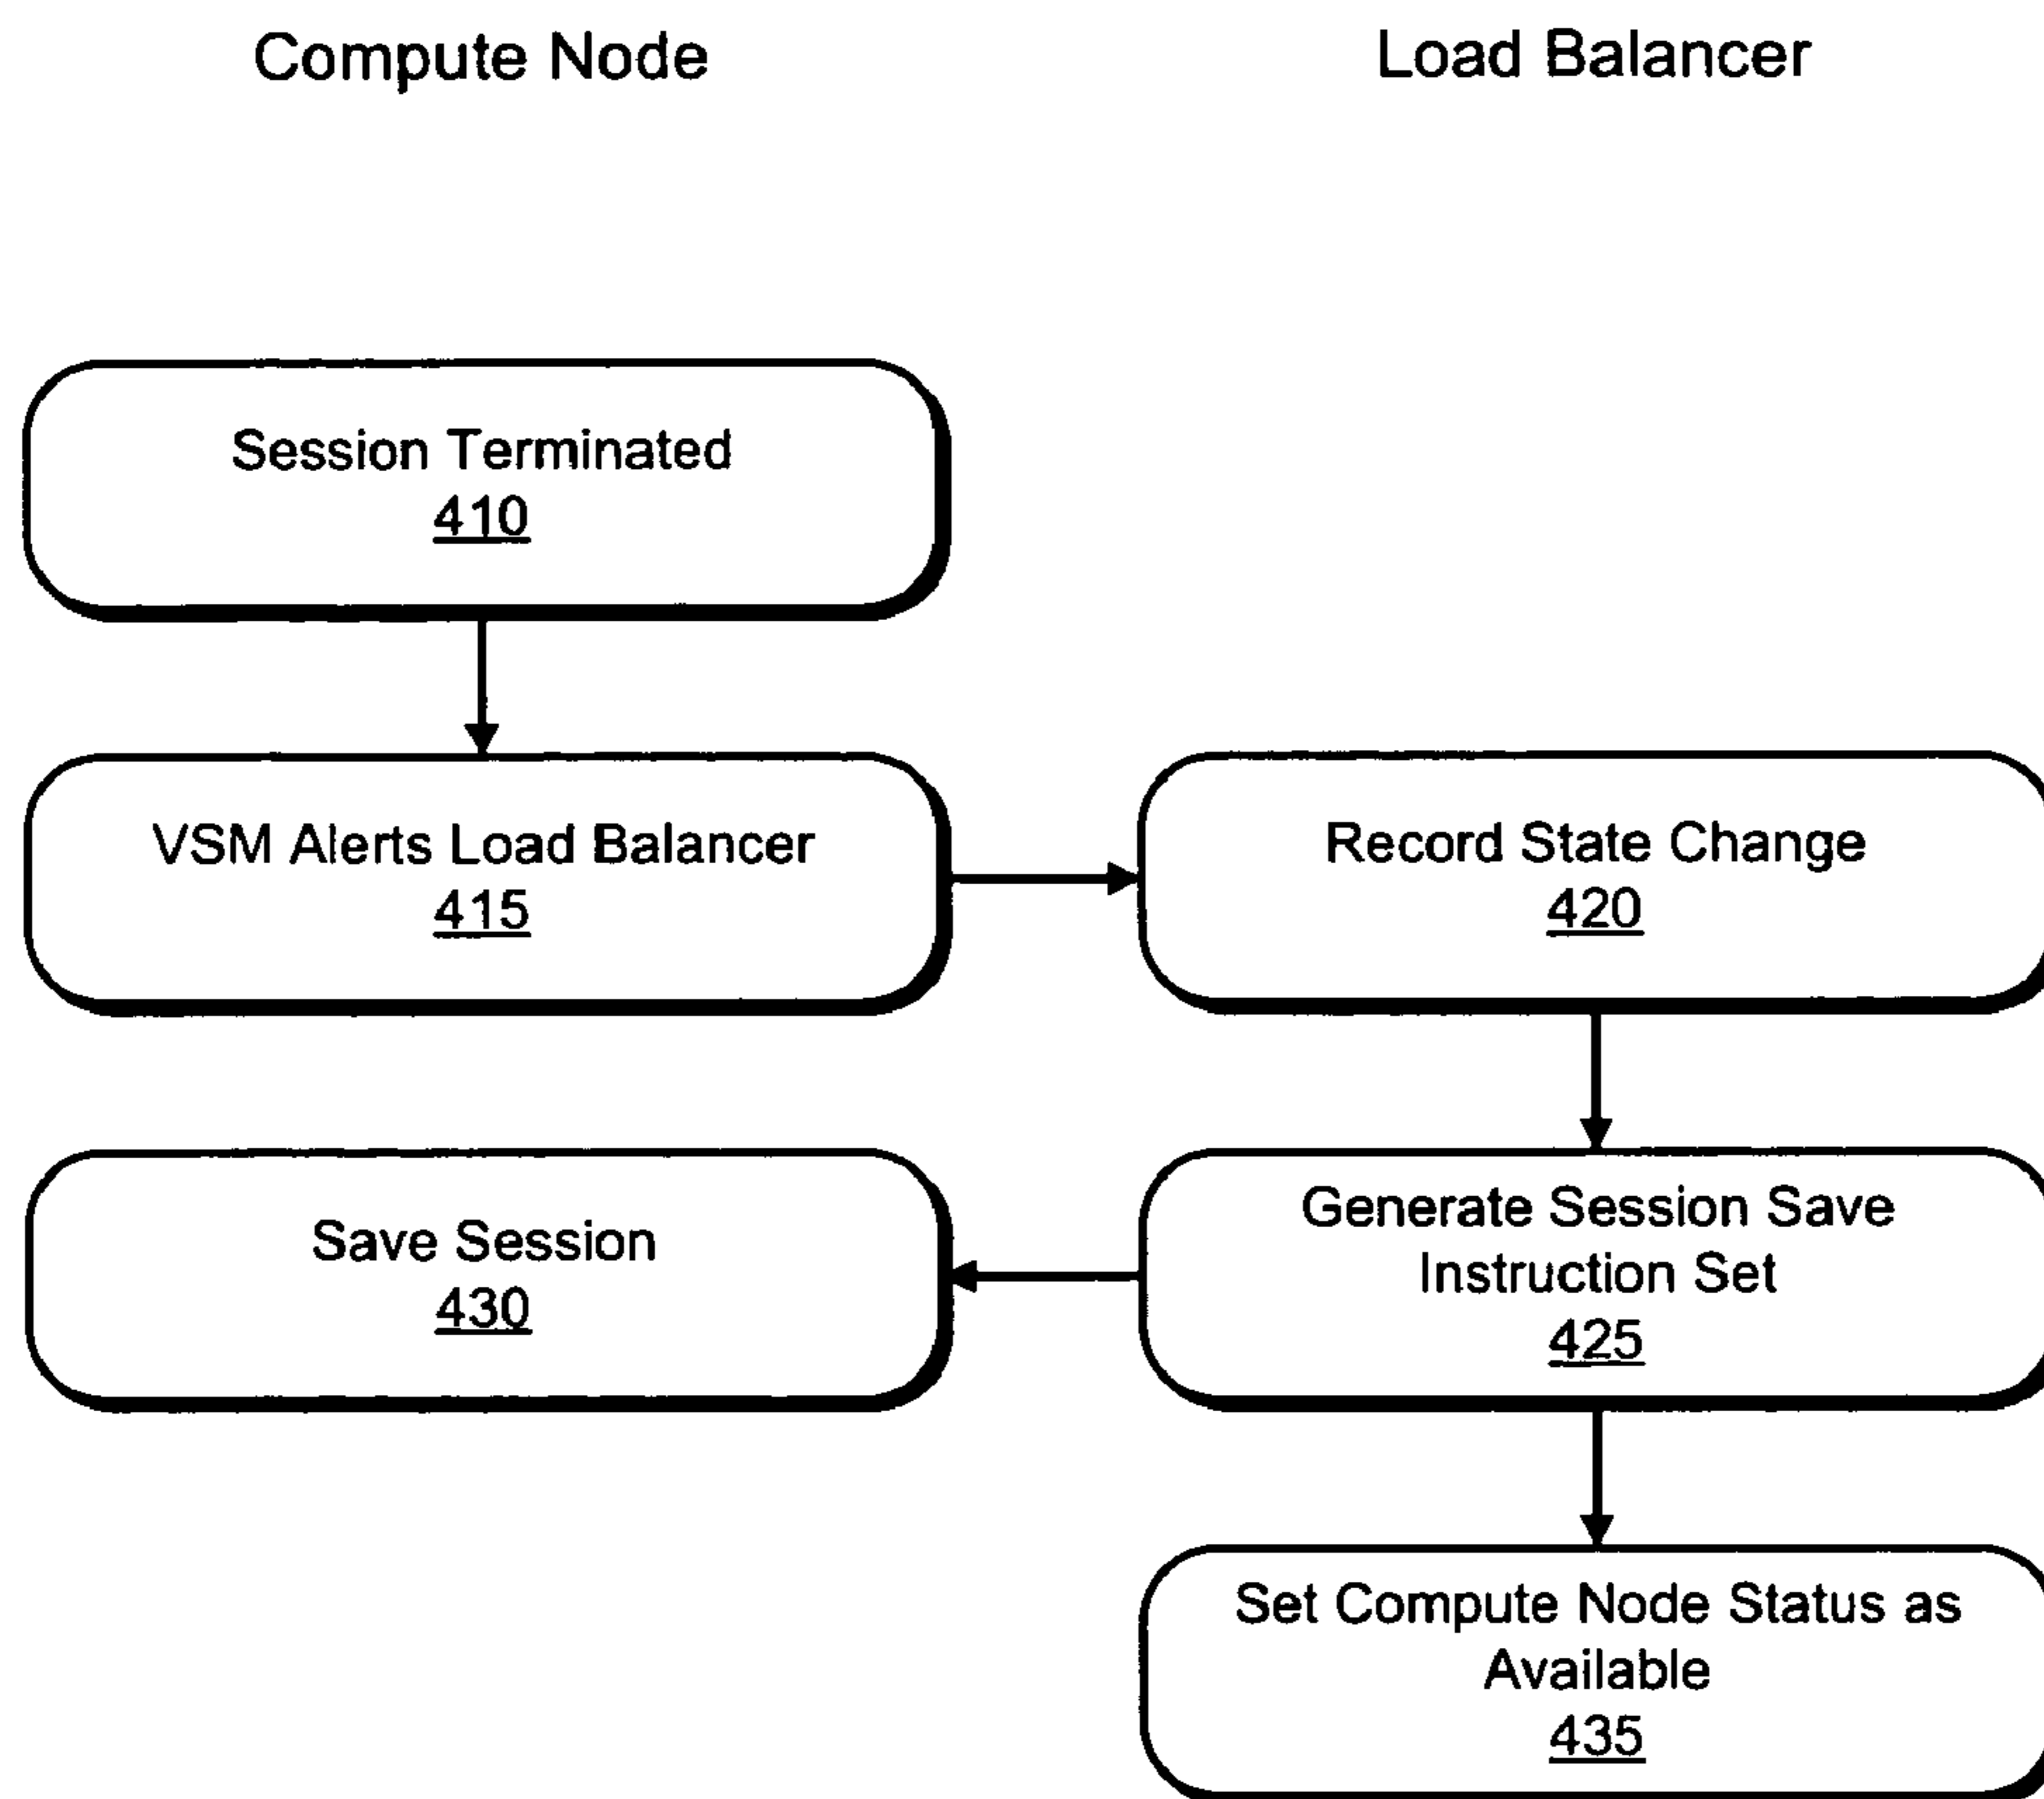 Compute Node
Load Balancer
Session Terminated
410
VSM Alerts Load Balancer
415
Record State Change
420
Save Session
430
Generate Session Save
Instruction Set
425
Set Compute Node Status as
Available
435